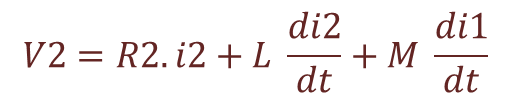 V2 = R2. i2 + L di2/dt + M di1/dt